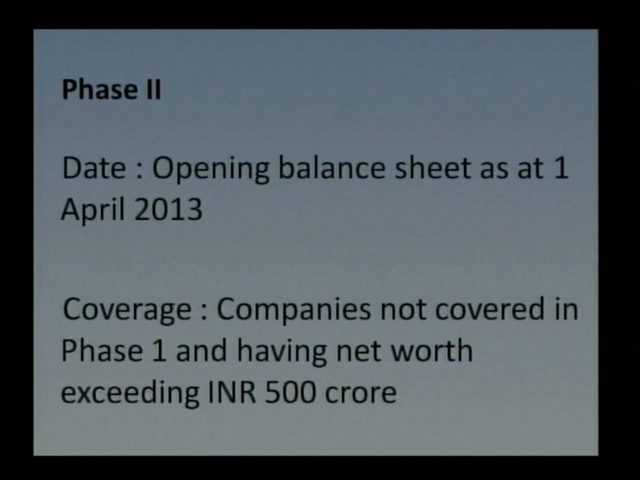 Phase II
Date : Opening balance sheet as at 1
April 2013
Coverage : Companies not covered in
Phase 1 and having net worth
exceeding INR 500 crore